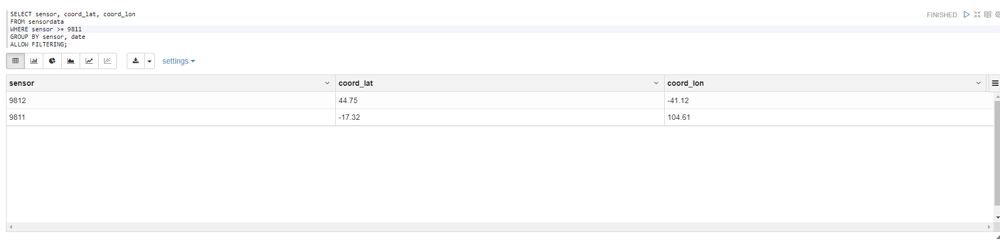 SELECT sensor, coord_lat, coord_lon
FROM sensordata
WHERE sensor >= 9811
GROUP BY sensor, date
ALLOW FILTERING;
FINISHED
settings
sensor coord_lat coord_lon
9812 44.75 -41.12
9811 -17.32 104.61